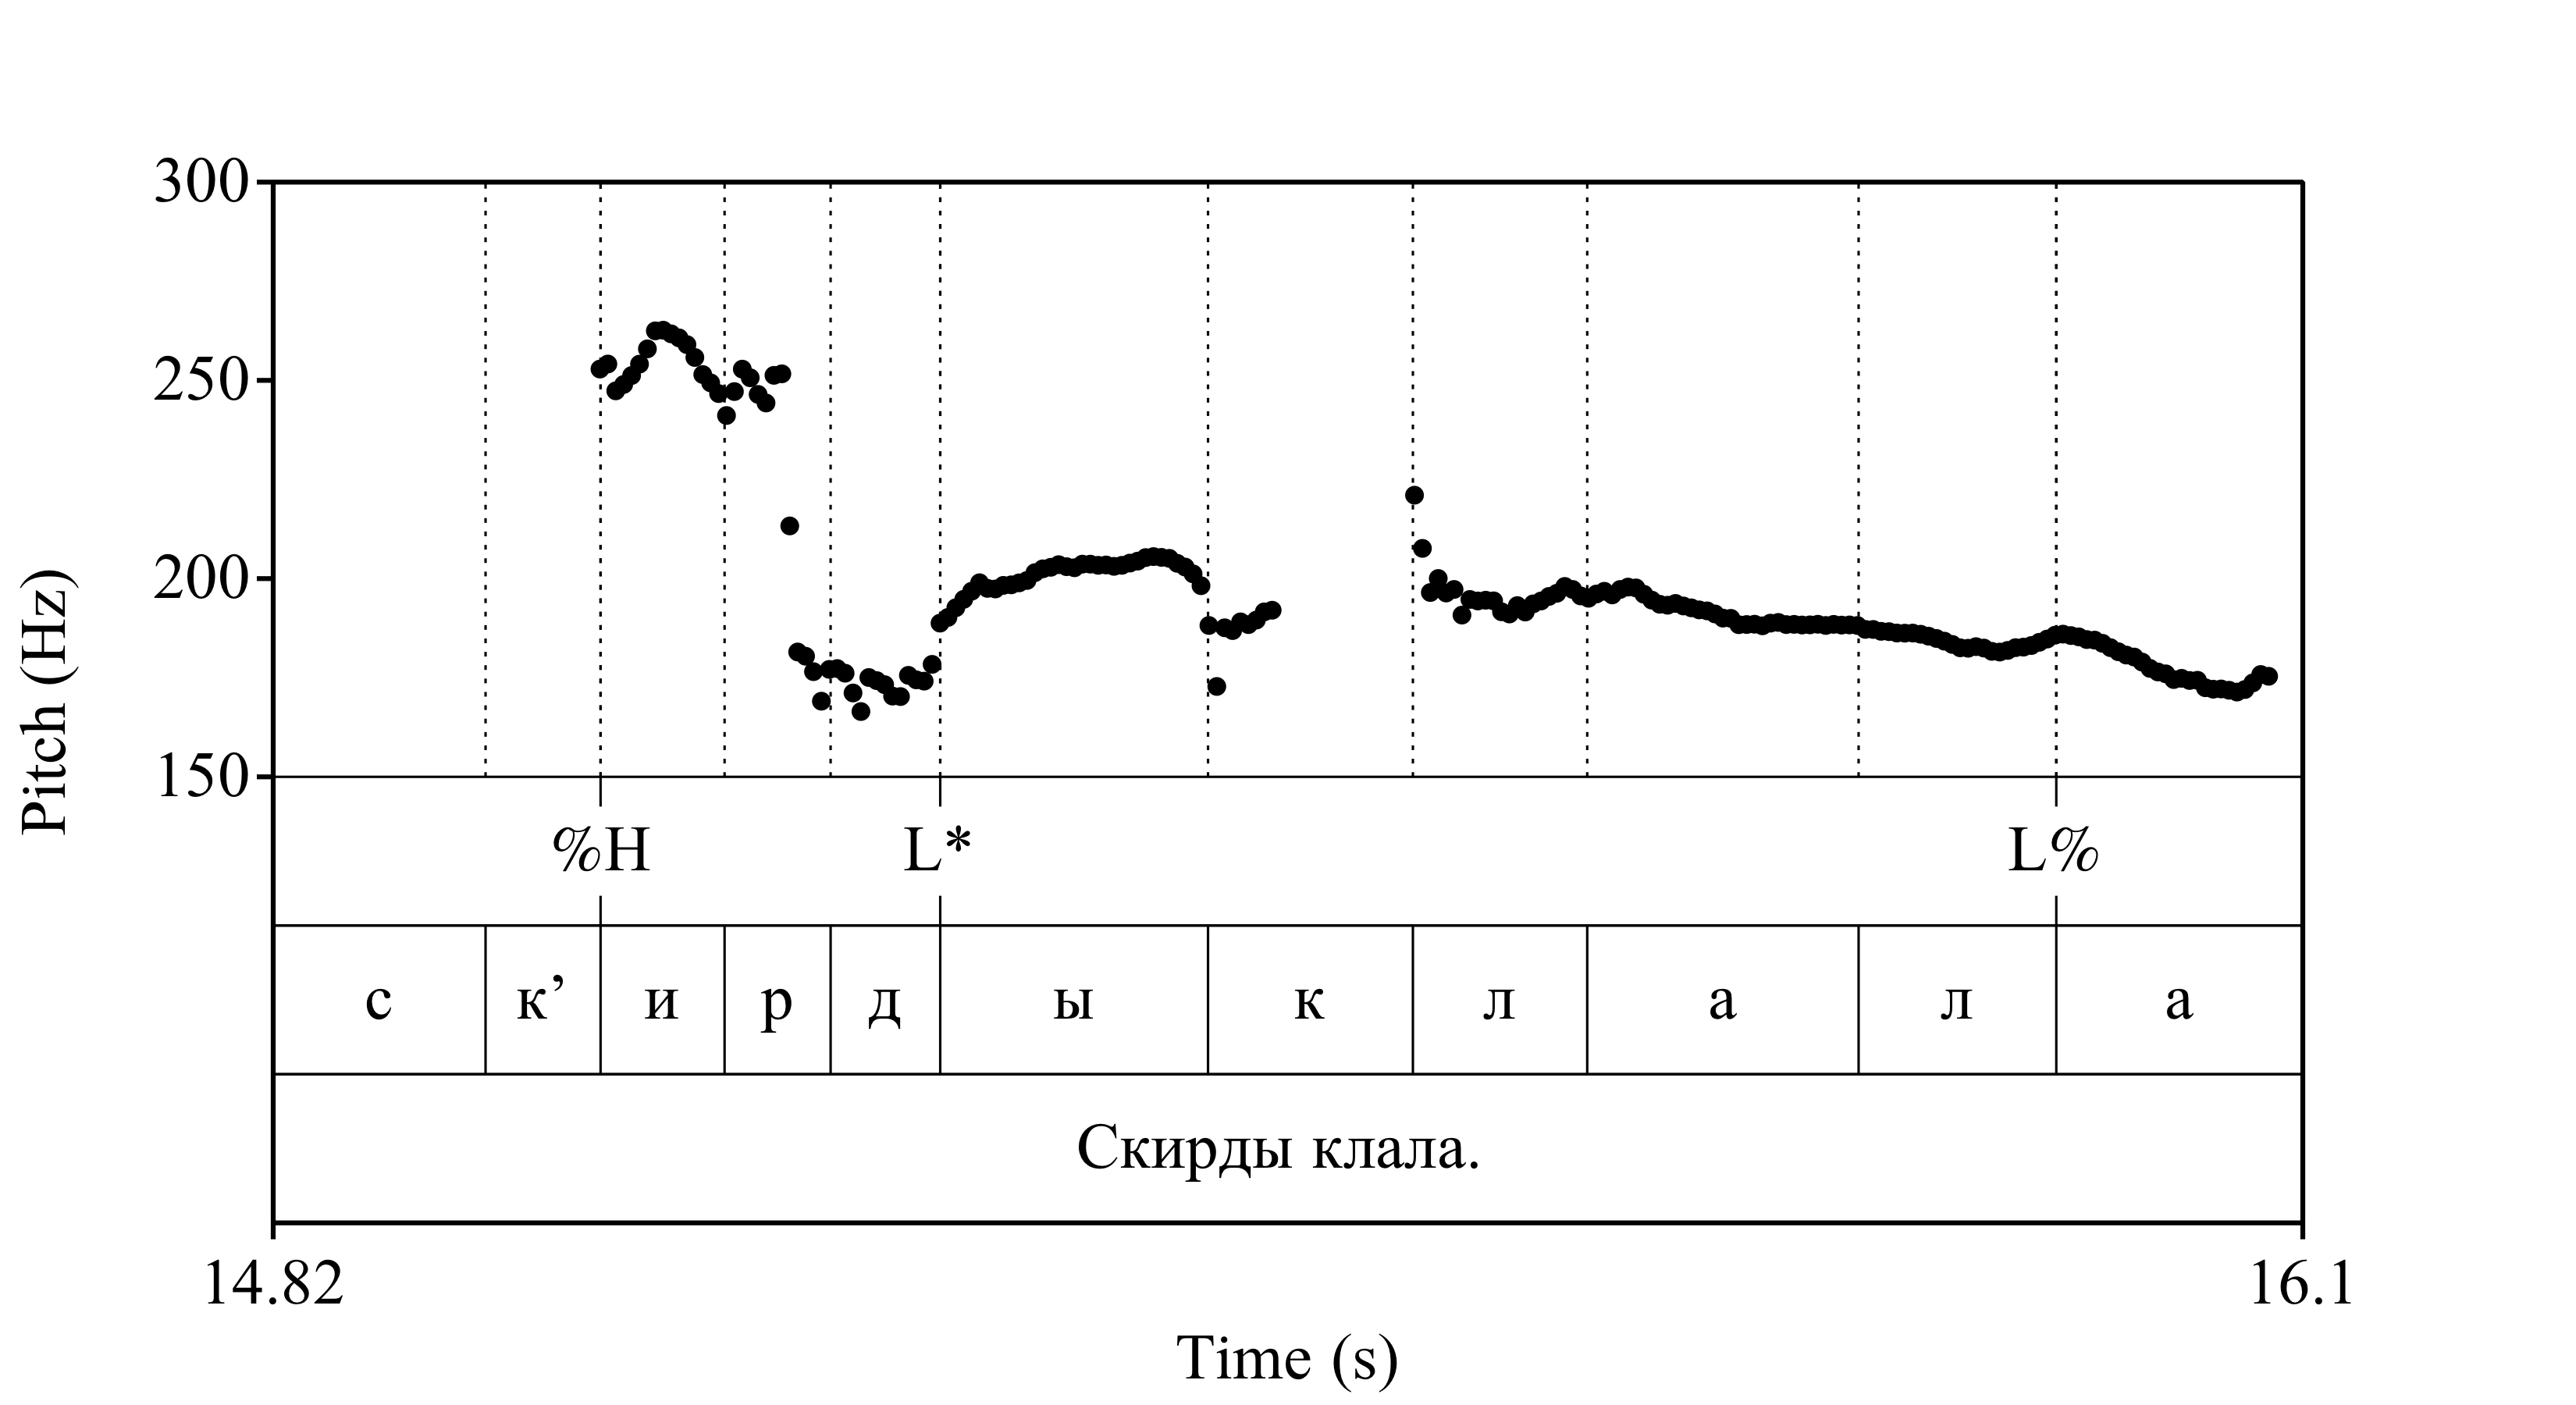 300
250
200
150
Pitch (Hz)
%H L* L%
с к’ и р д ы к л а л а
Скирды клала.
14.82 16.1
Time (s)